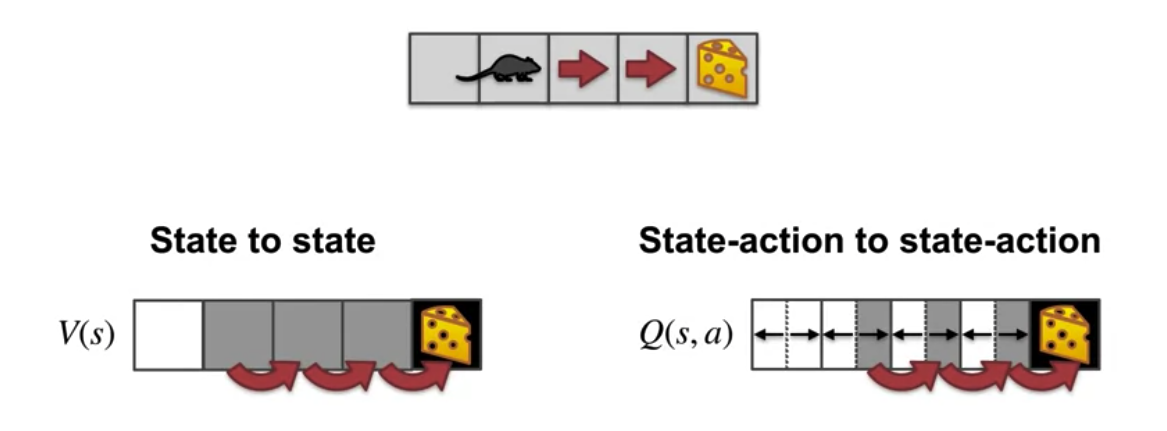 State to state
State-action to state-action
V(s)
Q(s, a)